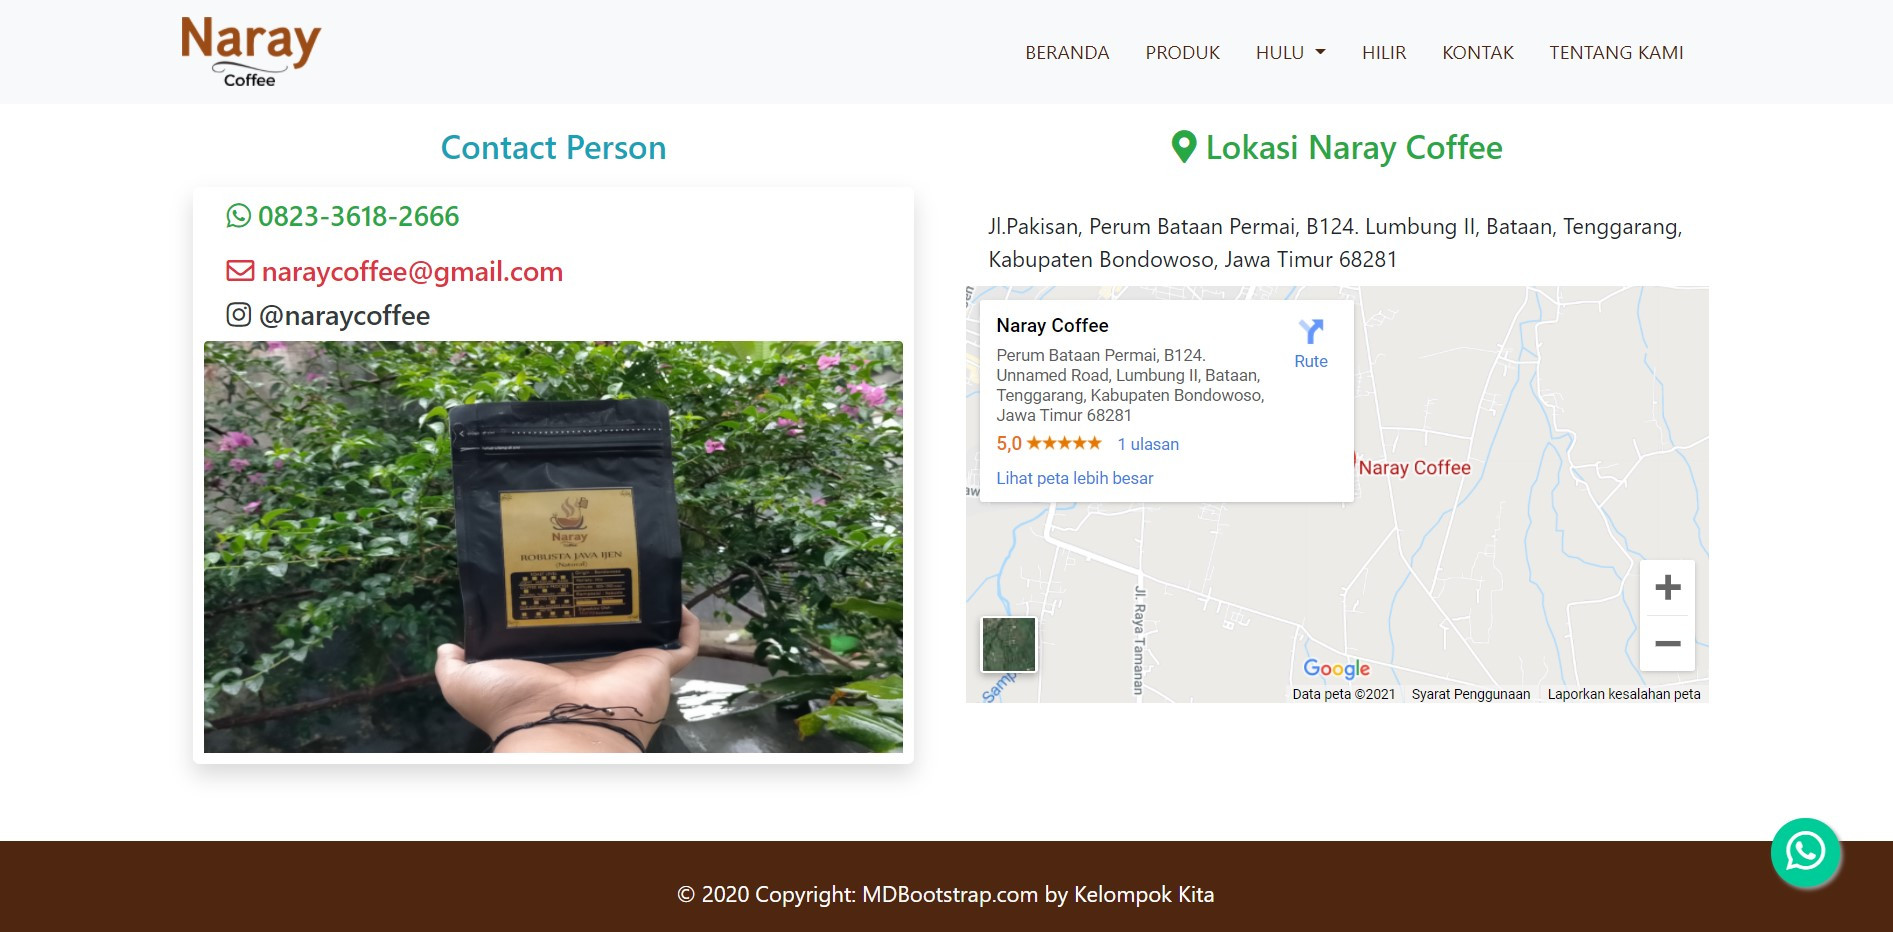 Naray
Coffee
BERANDA PRODUK HULU HILIR KONTAK TENTANG KAMI
Contact Person
0823-3618-2666
naraycoffee@gmail.com
@naraycoffee
Naray
ROBUSTA JAVA IJEN
(Natural)
Lokasi Naray Coffee
Jl.Pakisan, Perum Bataan Permai, B124. Lumbung II, Bataan, Tenggarang,
Kabupaten Bondowoso, Jawa Timur 68281
Naray Coffee
Perum Bataan Permai, B124.
Unnamed Road, Lumbung II, Bataan,
Tenggarang, Kabupaten Bondowoso,
Jawa Timur 68281
5,0 ★★★★★ 1 ulasan
Lihat peta lebih besar
Rute
Naray Coffee
Jl. Raya Tamanan
Samp
Google
Data peta ©2021 Syarat Penggunaan Laporkan kesalahan peta
© 2020 Copyright: MDBootstrap.com by Kelompok Kita